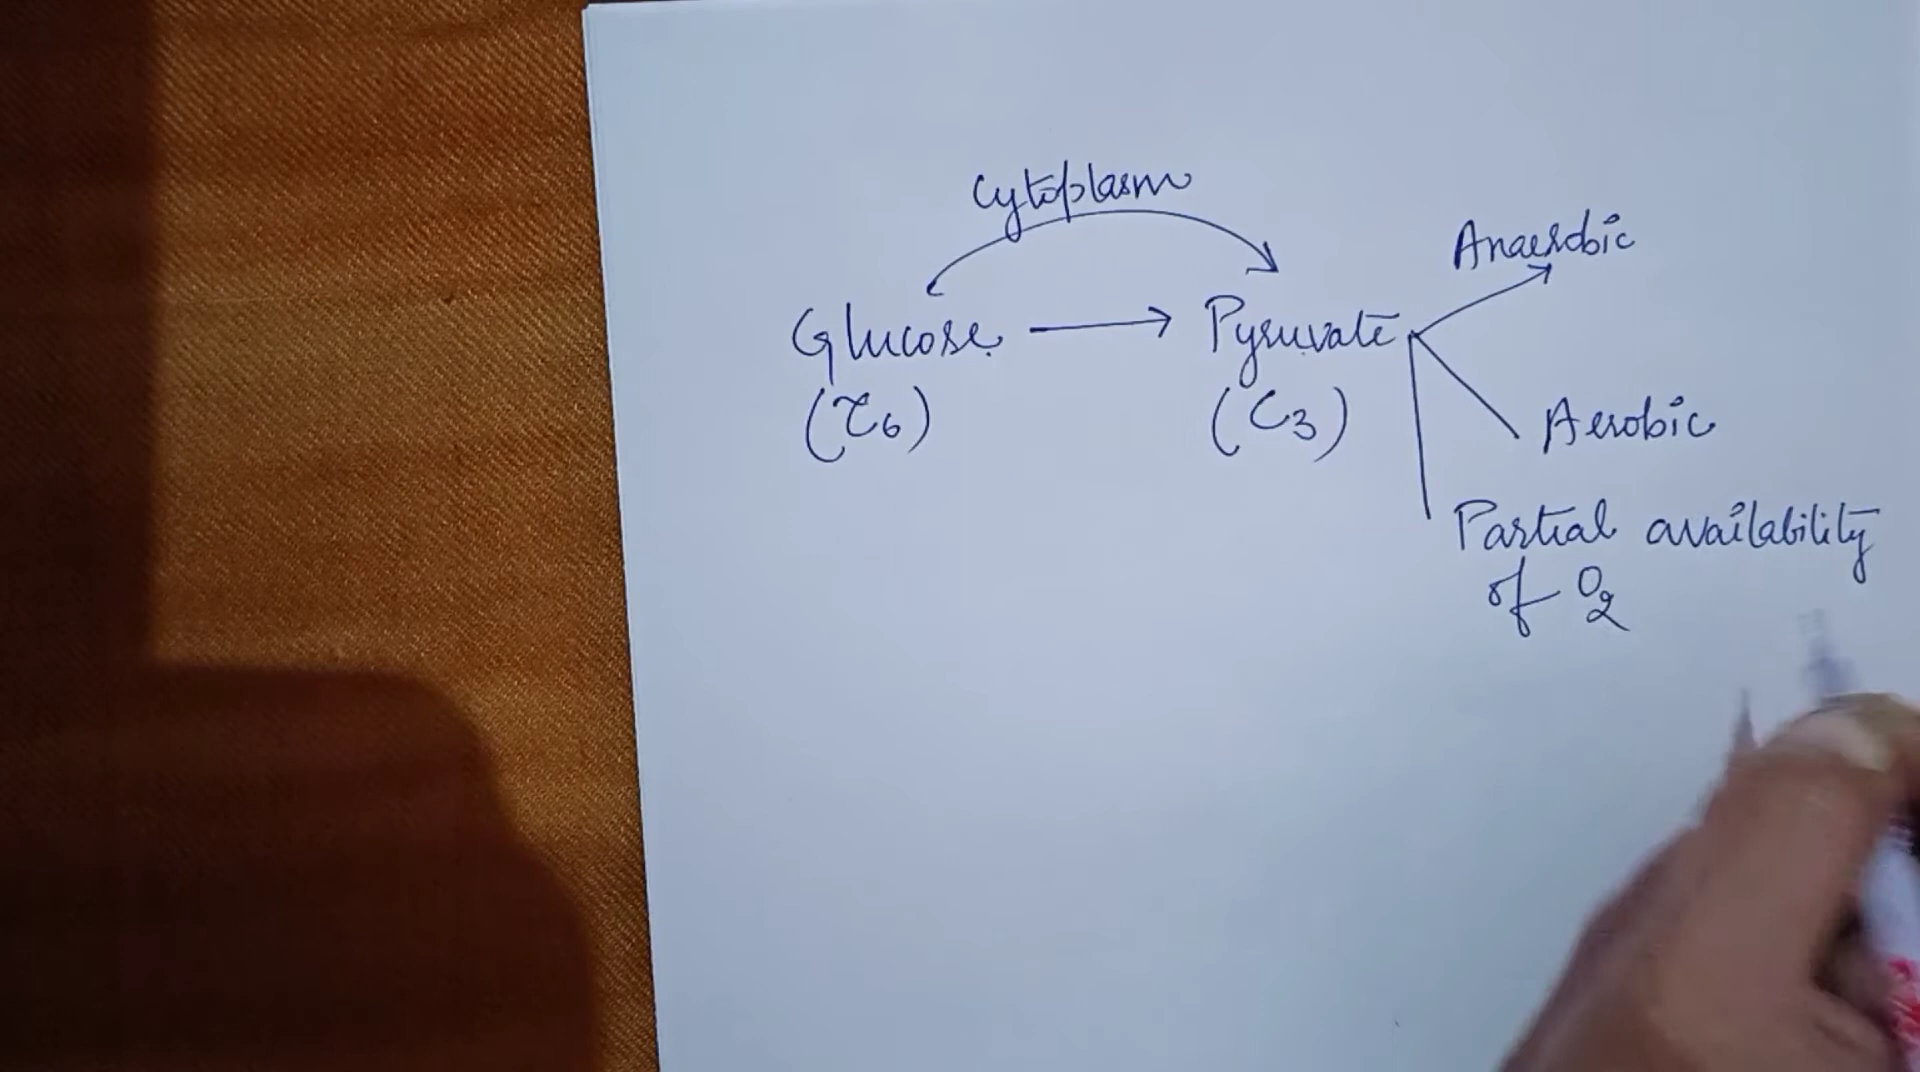 Cytoplasm
Anaerobic
Glucose → Pyruvate
(C6) (C3)
Aerobic
Partial availability
of O2